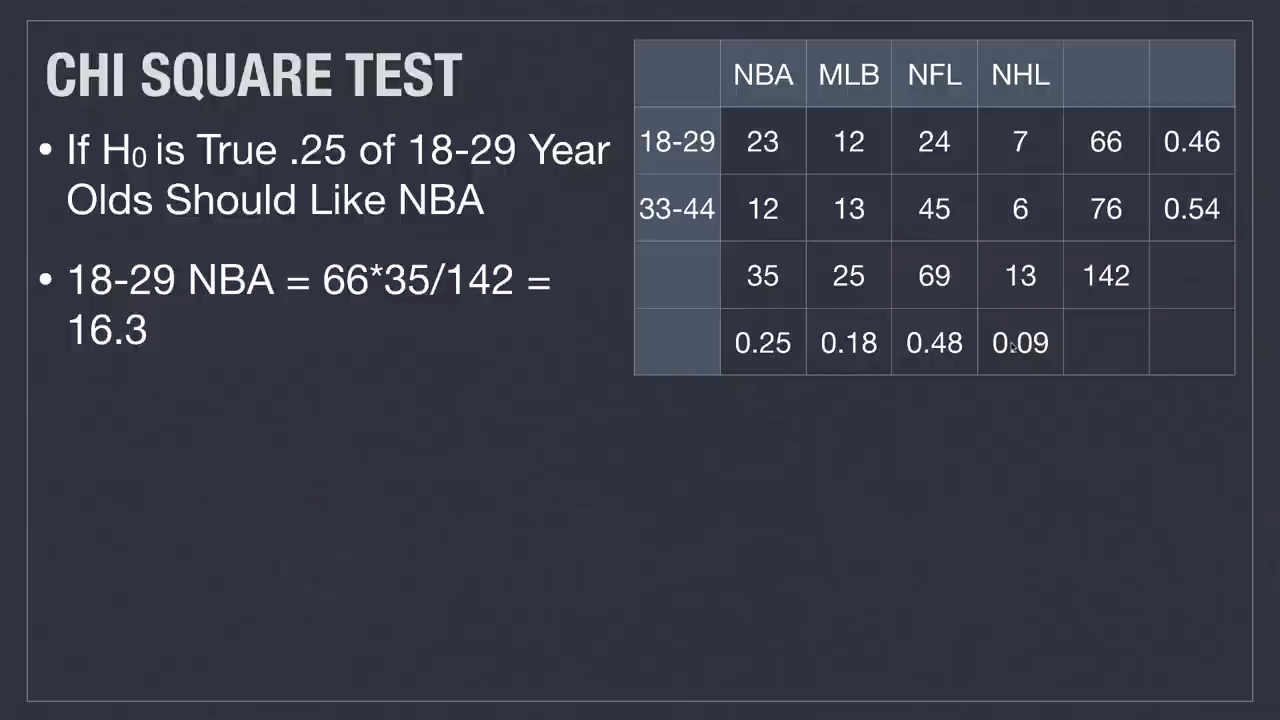 CHI SQUARE TEST
• If H₀ is True .25 of 18-29 Year
Olds Should Like NBA
• 18-29 NBA = 66*35/142 =
16.3
NBA MLB NFL NHL
18-29 23 12 24 7 66 0.46
33-44 12 13 45 6 76 0.54
35 25 69 13 142
0.25 0.18 0.48 0.09